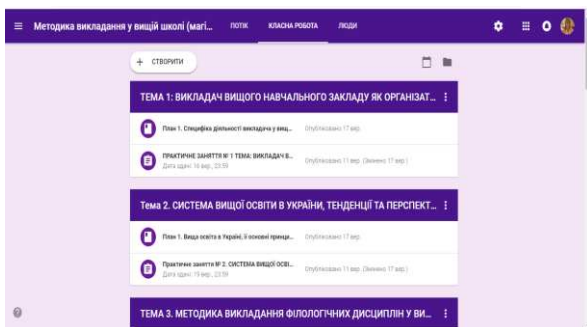 Методика викладання у вищій школі (магі...
ПОТІК КЛАСНА РОБОТА ЛЮДИ
+ СТВОРИТИ
ТЕМА 1: ВИКЛАДАЧ ВИЩОГО НАВЧАЛЬНОГО ЗАКЛАДУ ЯК ОРГАНІЗАТ...
План 1. Специфіка діяльності викладача у вищ... Опубліковано 17 вер.
ПРАКТИЧНЕ ЗАНЯТТЯ № 1 ТЕМА: ВИКЛАДАЧ В... Опубліковано 11 вер. (Змінено 17 вер.)
Дата здачі: 16 вер., 23:59
Тема 2. СИСТЕМА ВИЩОЇ ОСВІТИ В УКРАЇНИ, ТЕНДЕНЦІЇ ТА ПЕРСПЕКТ...
План 1. Вища освіта в Україні, її основні принци... Опубліковано 17 вер.
Практичне заняття № 2. СИСТЕМА ВИЩОЇ ОСВІ... Опубліковано 11 вер. (Змінено 17 вер.)
Дата здачі: 19 вер., 23:59
ТЕМА 3. МЕТОДИКА ВИКЛАДАННЯ ФІЛОЛОГІЧНИХ ДИСЦИПЛІН У ВИ...